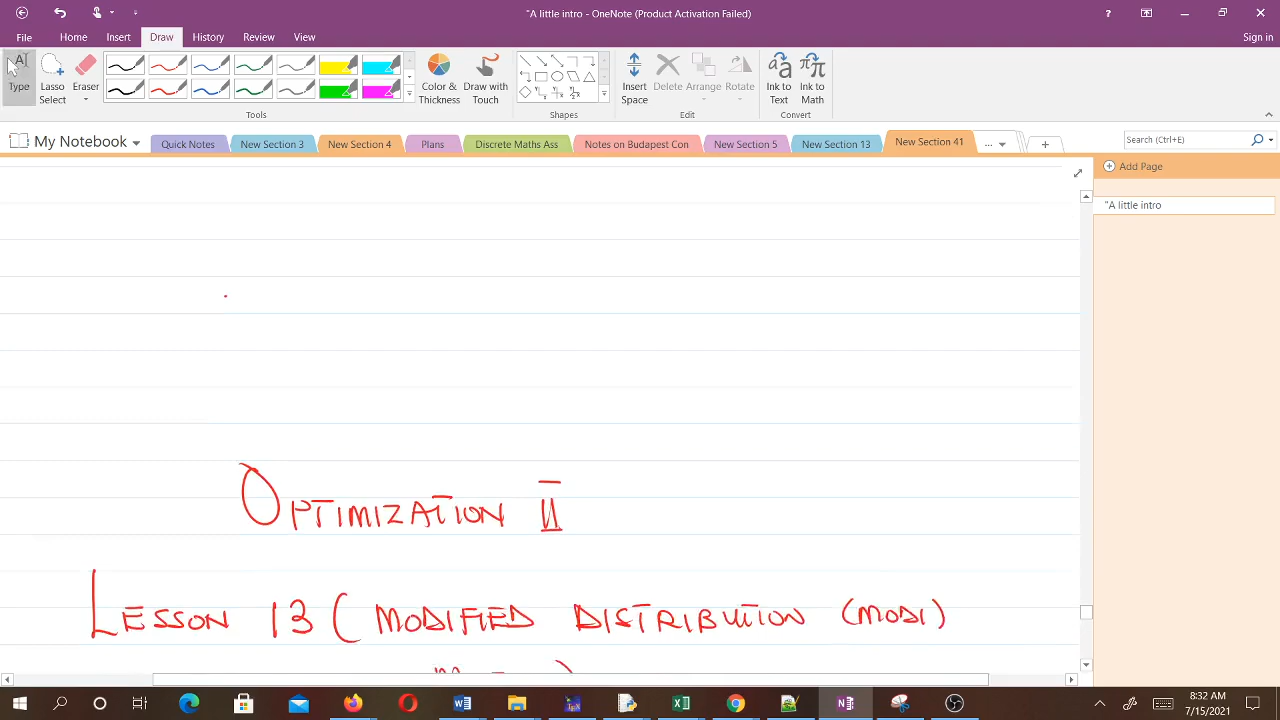 "A little intro - OneNote (Product Activation Failed)
File Home Insert Draw History Review View
Type Lasso Select Eraser Color & Thickness Draw with Touch Insert Space Delete Arrange Rotate Ink to Text Ink to Math
Tools Shapes Edit Convert
Sign in
My Notebook Quick Notes New Section 3 New Section 4 Plans Discrete Maths Ass Notes on Budapest Con New Section 5 New Section 13 New Section 41 ... Search (Ctrl+E)
Add Page
"A little intro
OPTIMIZATION II
LESSON 13 (MODIFIED DISTRIBUTION (MODI)
8:32 AM
7/15/2021